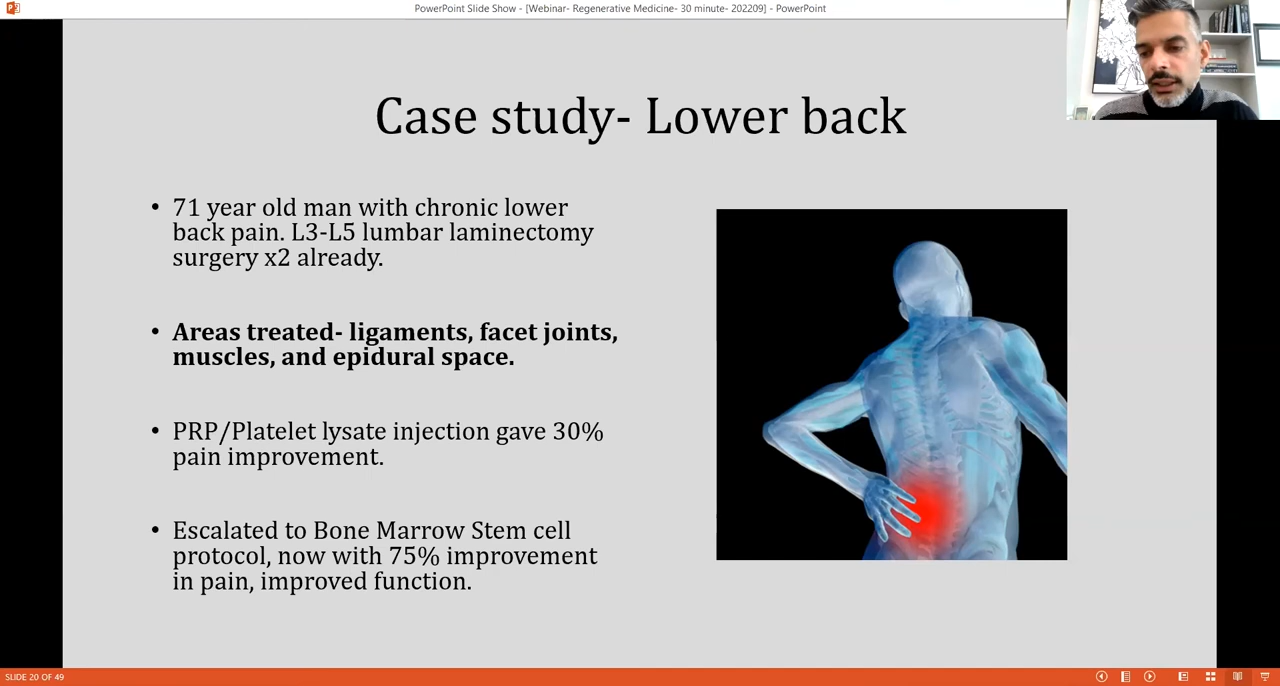 PowerPoint Slide Show - [Webinar- Regenerative Medicine- 30 minute- 202209] - PowerPoint
Case study- Lower back
• 71 year old man with chronic lower
back pain. L3-L5 lumbar laminectomy
surgery x2 already.
• Areas treated- ligaments, facet joints,
muscles, and epidural space.
• PRP/Platelet lysate injection gave 30%
pain improvement.
• Escalated to Bone Marrow Stem cell
protocol, now with 75% improvement
in pain, improved function.
SLIDE 20 OF 49